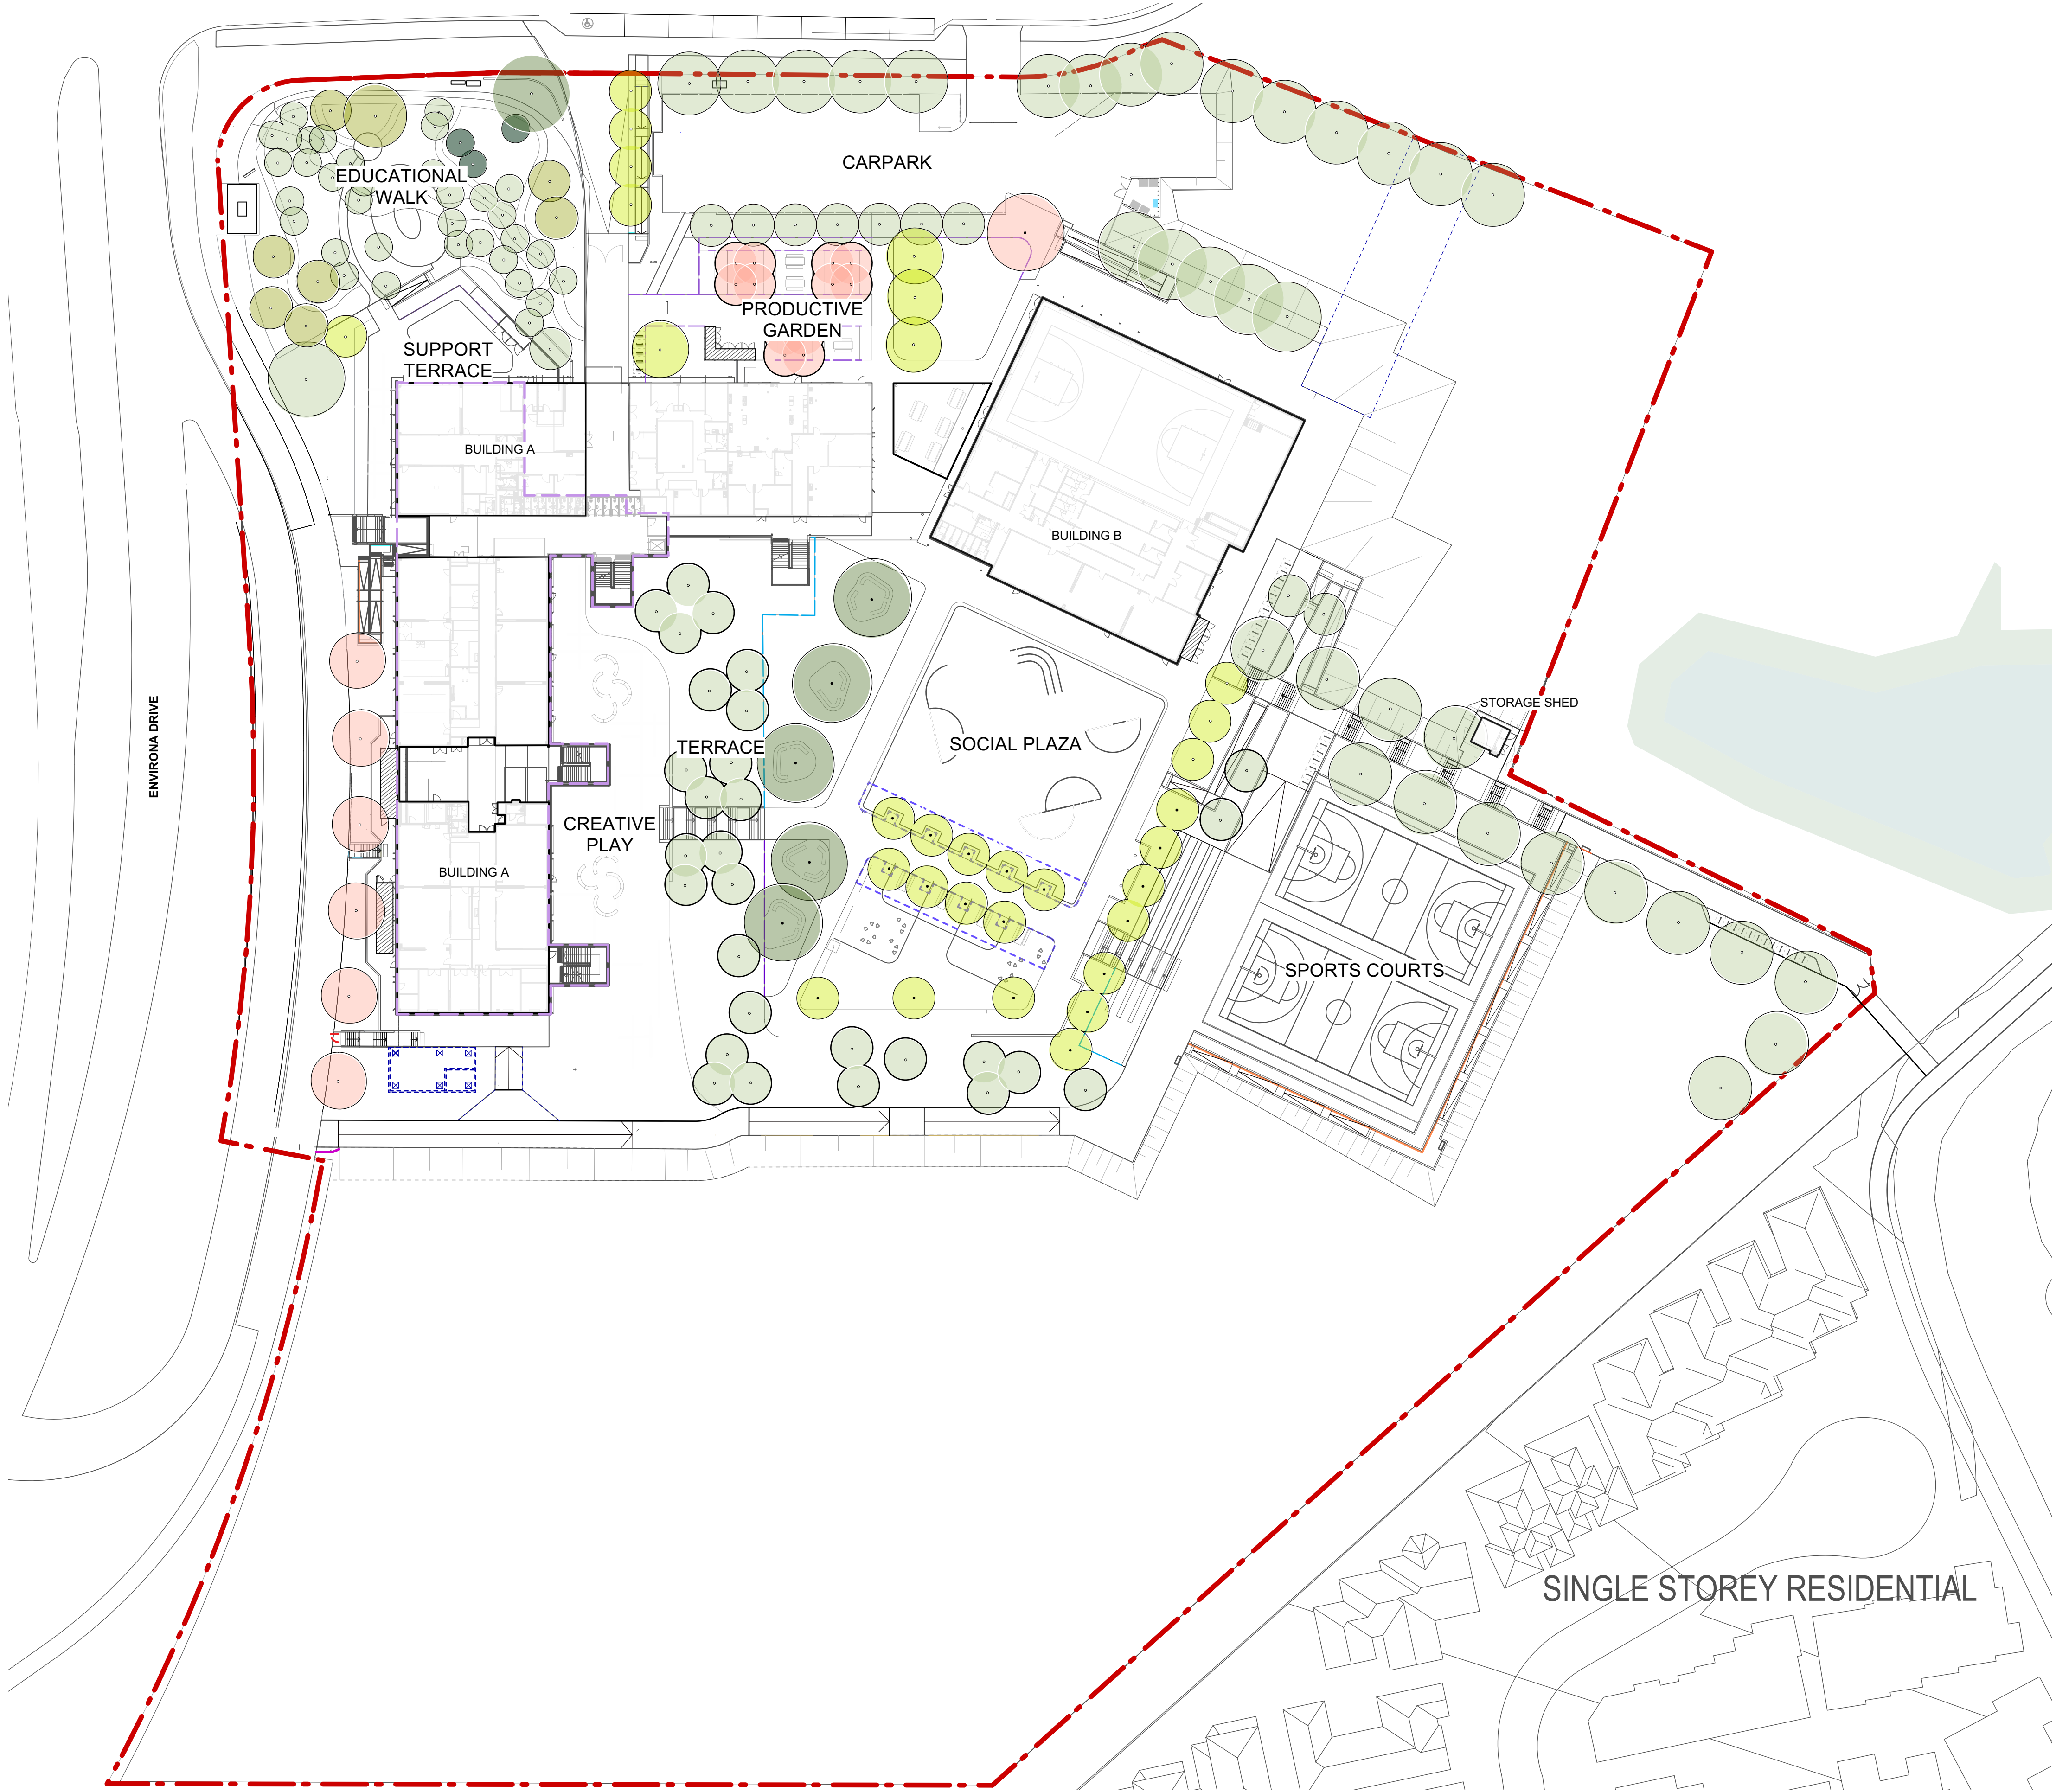 CARPARK
EDUCATIONAL
WALK
PRODUCTIVE
GARDEN
SUPPORT
TERRACE
BUILDING A
BUILDING B
STORAGE SHED
ENVIRONA DRIVE
TERRACE
SOCIAL PLAZA
CREATIVE
PLAY
BUILDING A
SPORTS COURTS
SINGLE STOREY RESIDENTIAL